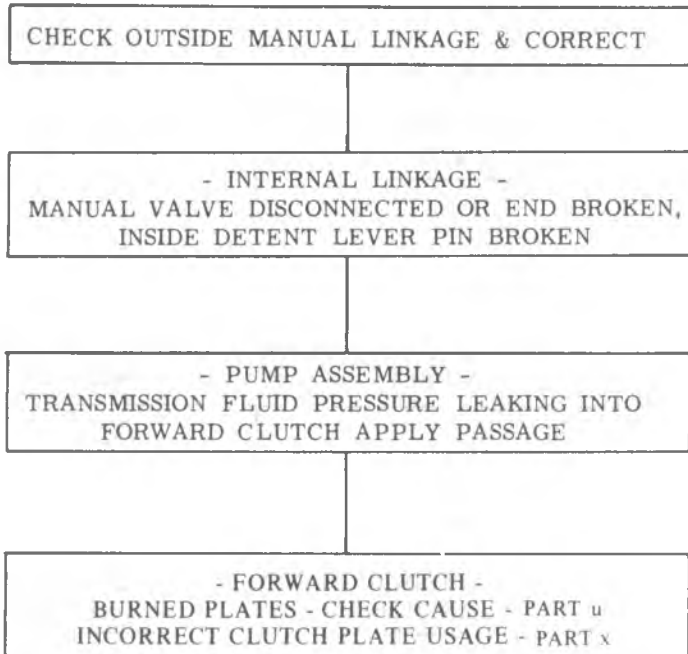 CHECK OUTSIDE MANUAL LINKAGE & CORRECT
- INTERNAL LINKAGE -
MANUAL VALVE DISCONNECTED OR END BROKEN,
INSIDE DETENT LEVER PIN BROKEN
- PUMP ASSEMBLY -
TRANSMISSION FLUID PRESSURE LEAKING INTO
FORWARD CLUTCH APPLY PASSAGE
- FORWARD CLUTCH -
BURNED PLATES - CHECK CAUSE - PART u
INCORRECT CLUTCH PLATE USAGE - PART x